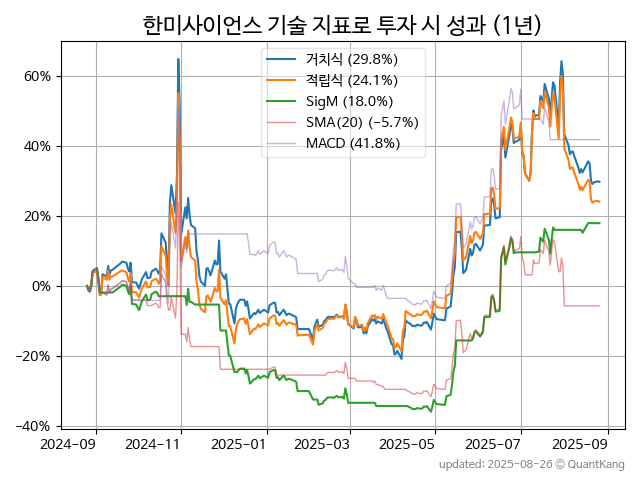 한미사이언스 기술 지표로 투자 시 성과 (1년)
거치식 (29.8%)
적립식 (24.1%)
SigM (18.0%)
SMA(20) (−5.7%)
MACD (41.8%)
60%
40%
20%
0%
−20%
−40%
2024-09 2024-11 2025-01 2025-03 2025-05 2025-07 2025-09
updated: 2025-08-26 © QuantKang